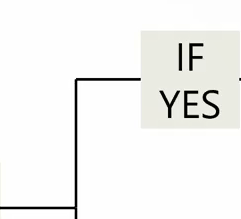 IF
YES